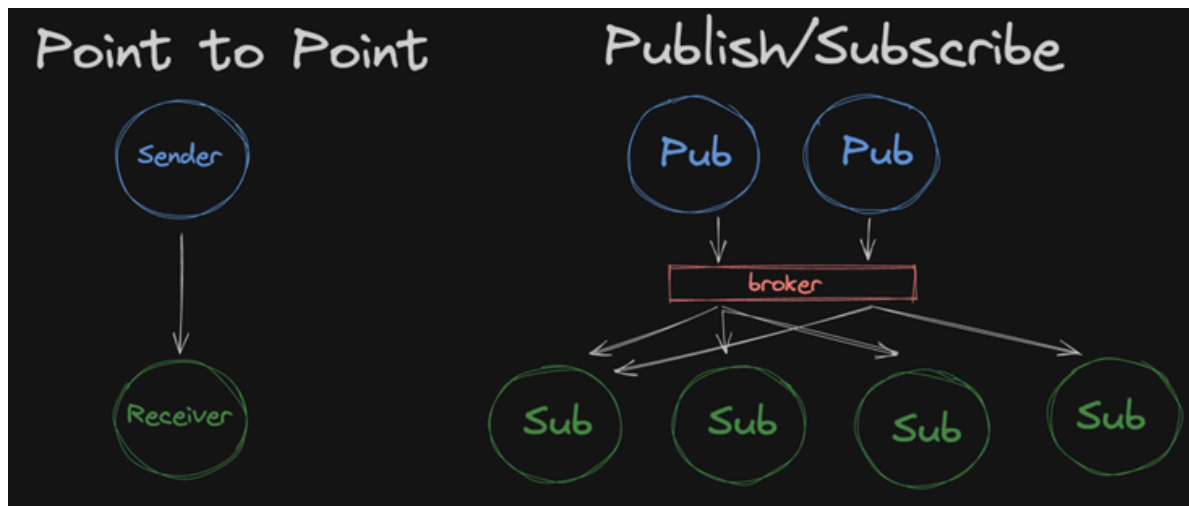 Point to Point
Sender
Receiver
Publish/Subscribe
Pub
Pub
broker
Sub
Sub
Sub
Sub